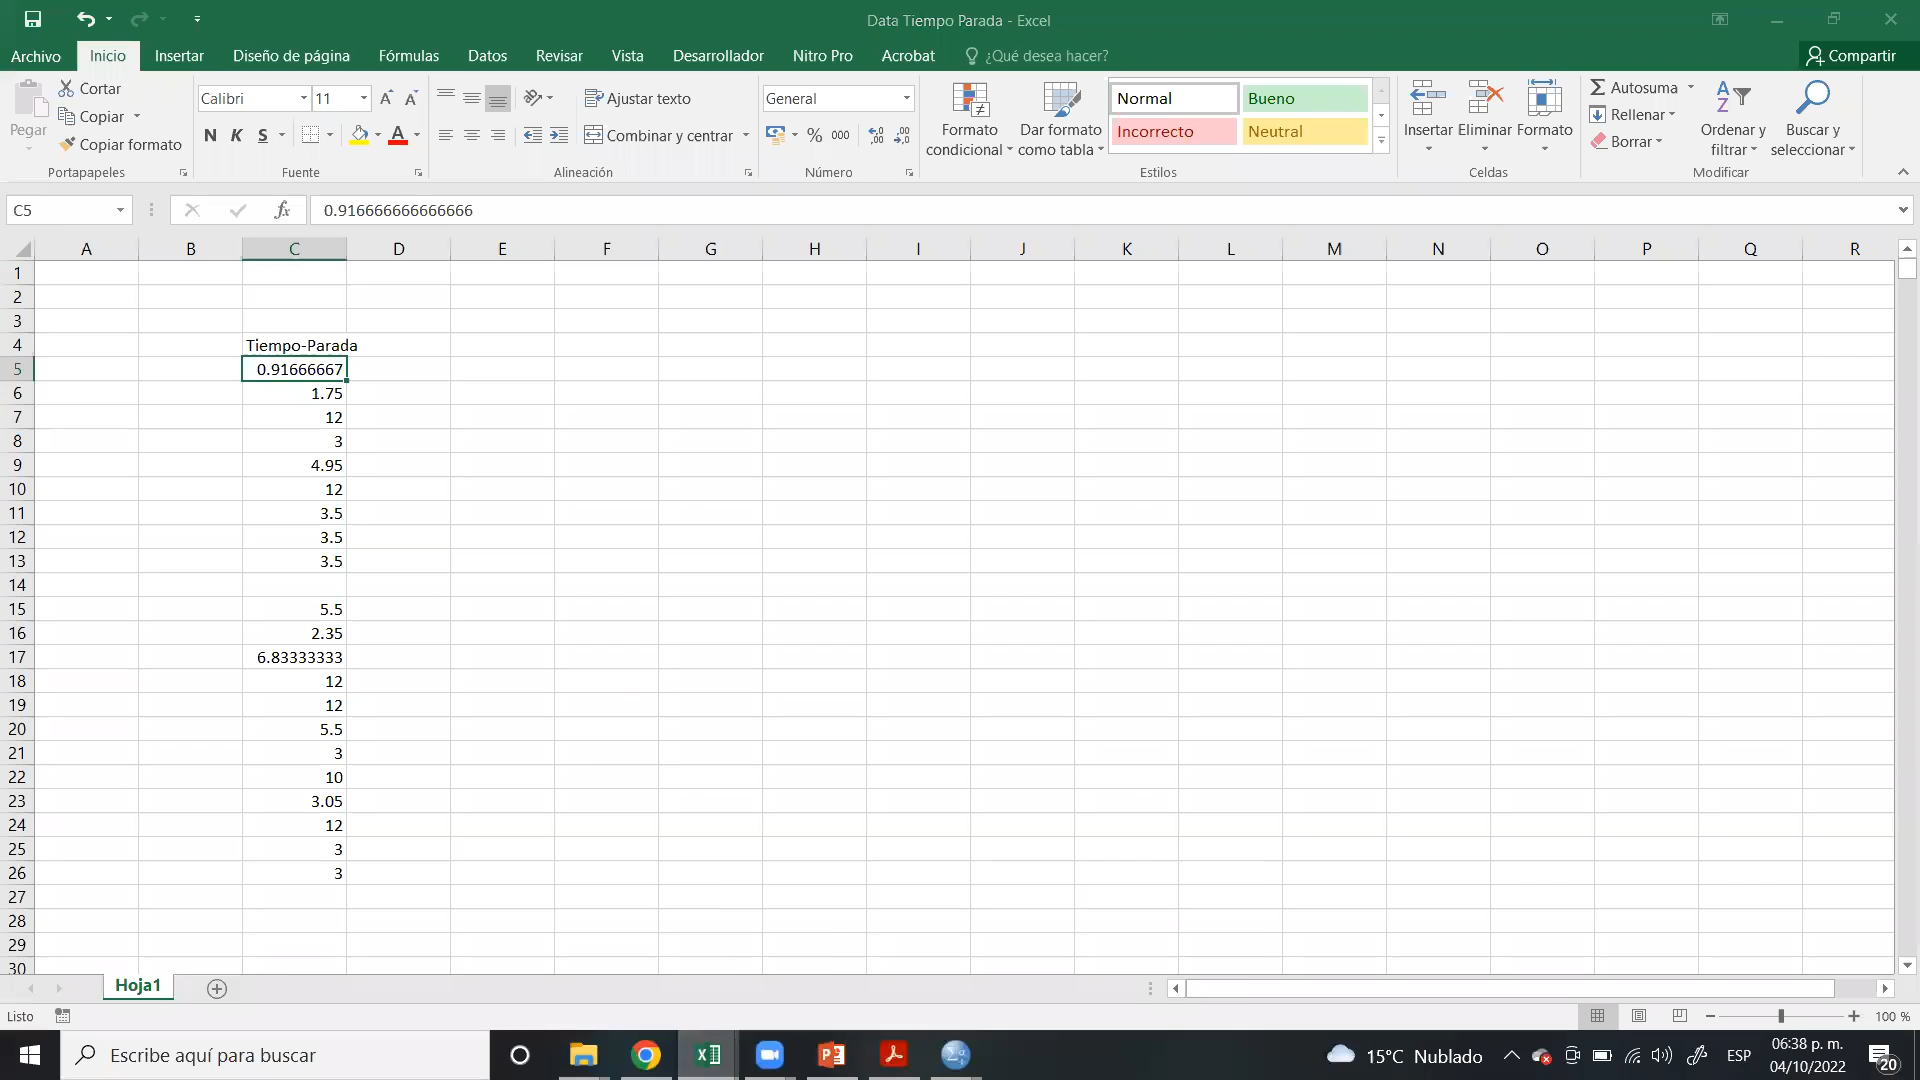 Data Tiempo Parada - Excel
Archivo Inicio Insertar Diseño de página Fórmulas Datos Revisar Vista Desarrollador Nitro Pro Acrobat ¿Qué desea hacer? Compartir
Pegar
Cortar
Copiar
Copiar formato
Portapapeles
Calibri 11
N K S A
Fuente
Ajustar texto
Combinar y centrar
Alineación
General
% 000
Número
Formato condicional
Dar formato como tabla
Normal Bueno
Incorrecto Neutral
Estilos
Insertar Eliminar Formato
Celdas
Autosuma
Rellenar
Borrar
Ordenar y filtrar
Buscar y seleccionar
Modificar
C5 fx 0.916666666666666
A B C D E F G H I J K L M N O P Q R
1
2
3
4 Tiempo-Parada
5 0.91666667
6 1.75
7 12
8 3
9 4.95
10 12
11 3.5
12 3.5
13 3.5
14
15 5.5
16 2.35
17 6.83333333
18 12
19 12
20 5.5
21 3
22 10
23 3.05
24 12
25 3
26 3
27
28
29
30
Hoja1
Listo 100 %
Escribe aquí para buscar
15°C Nublado
ESP
06:38 p. m.
04/10/2022
20